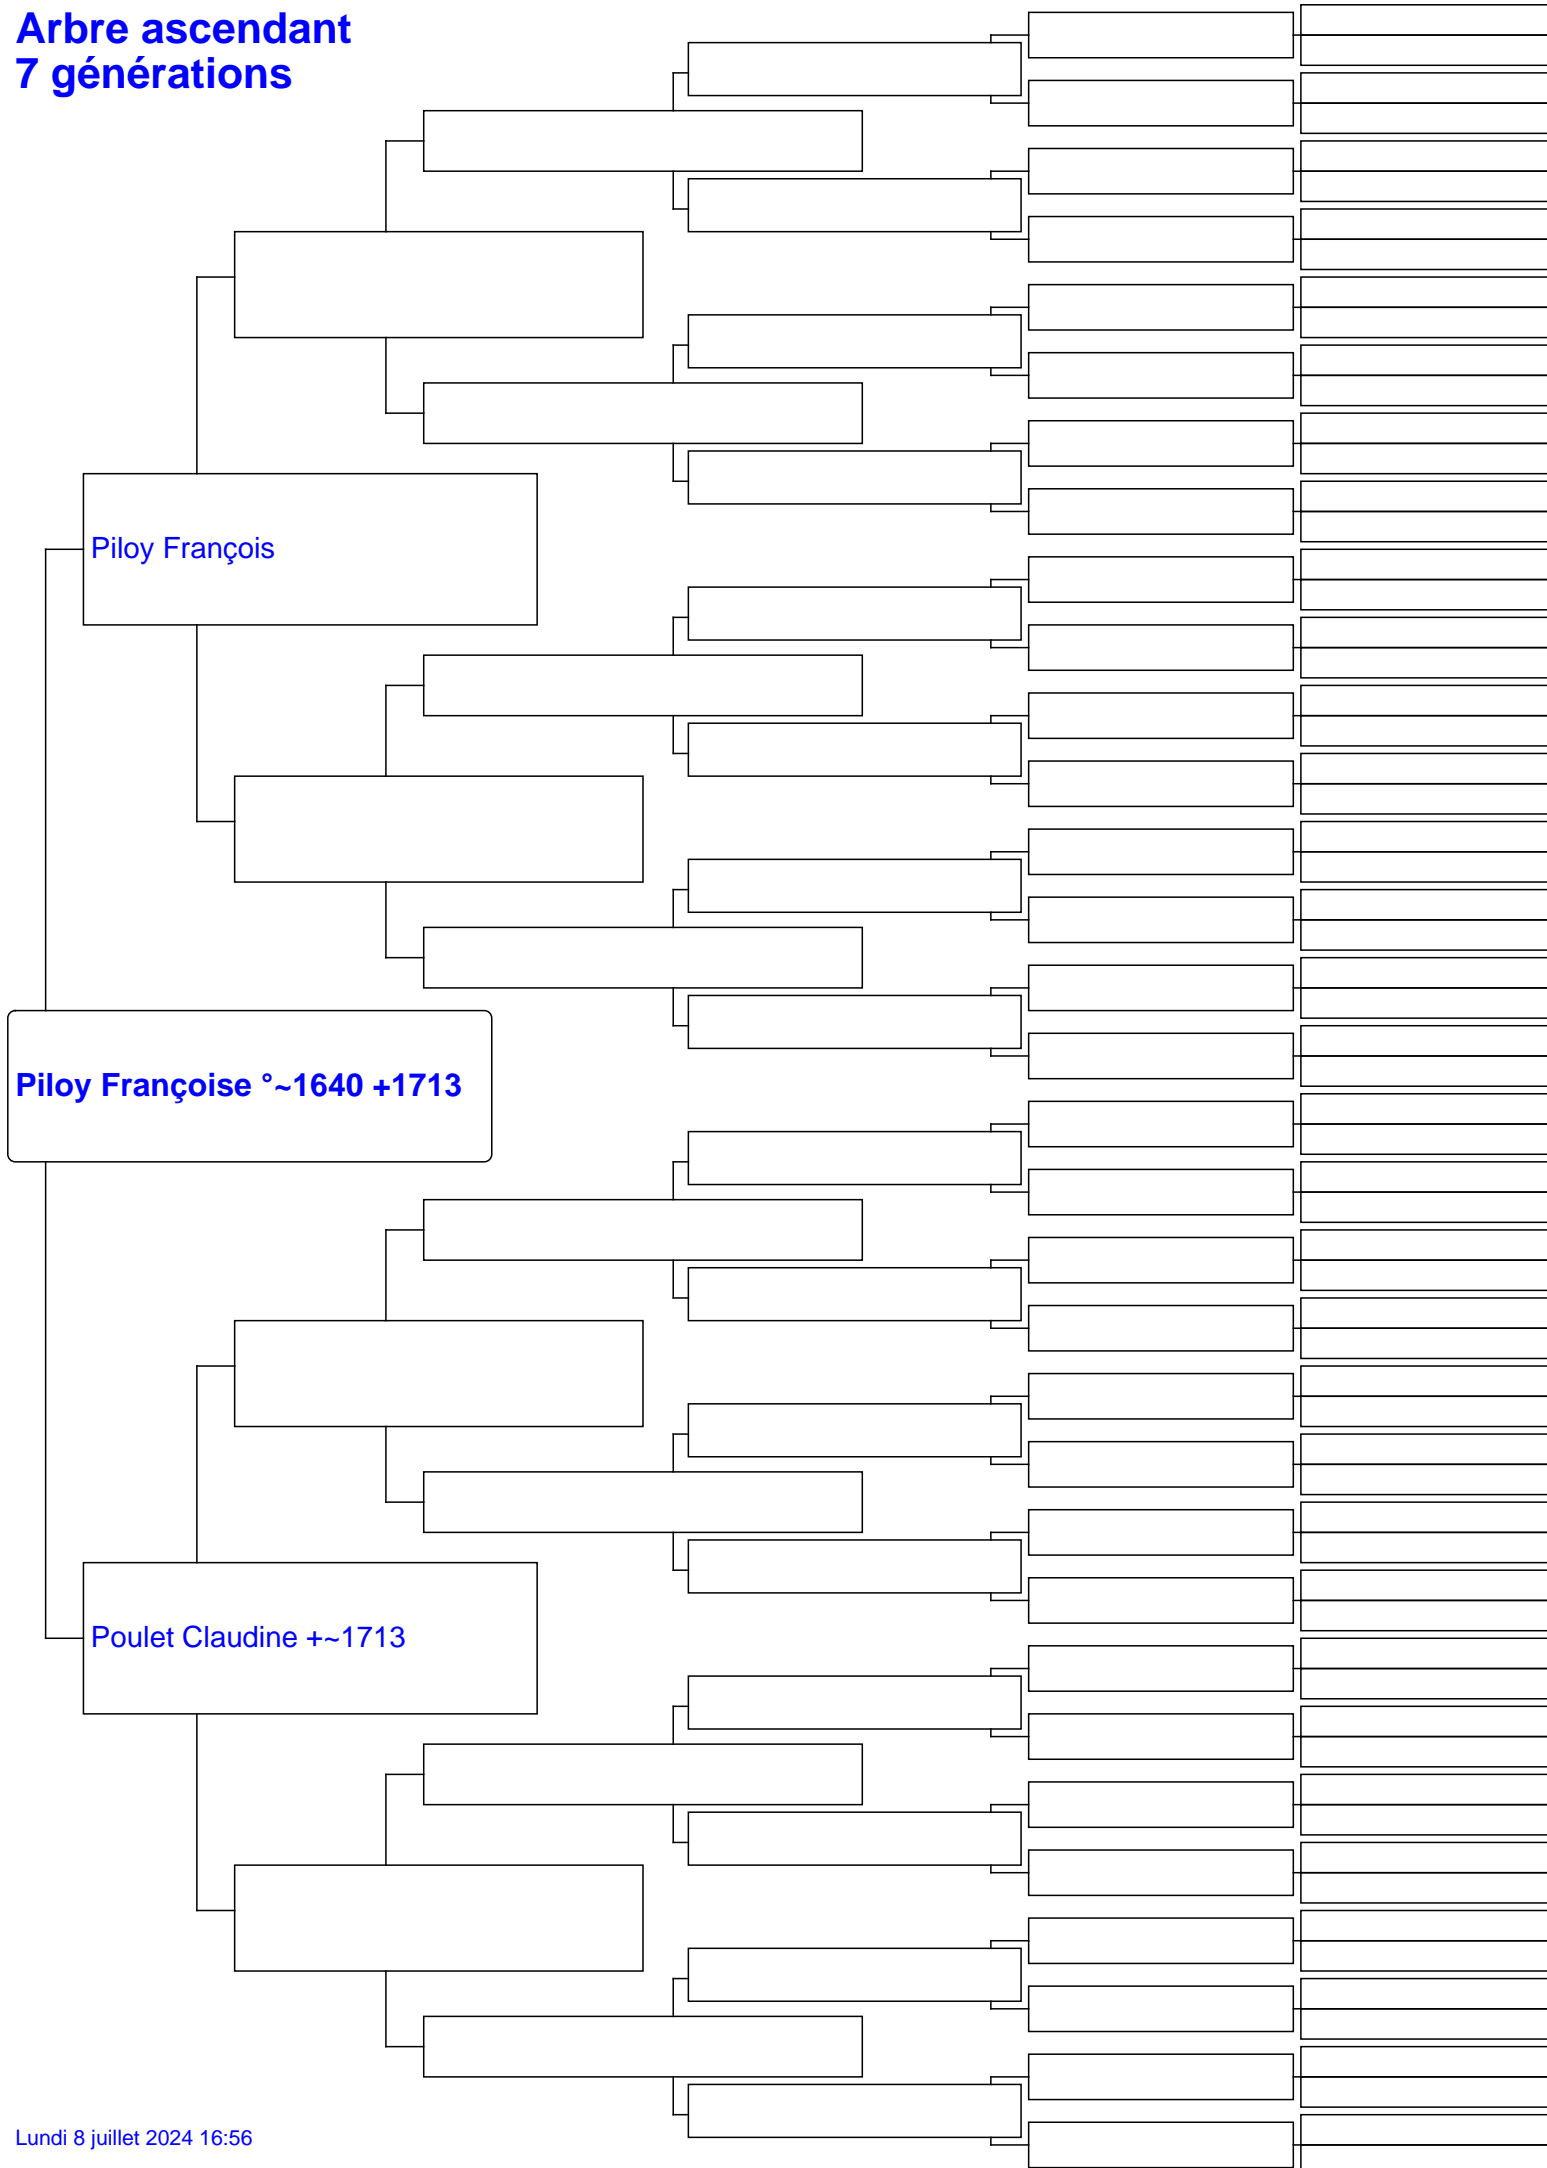 Arbre ascendant
7 générations
Piloy François
Piloy Françoise °~1640 +1713
Poulet Claudine +~1713
Lundi 8 juillet 2024 16:56